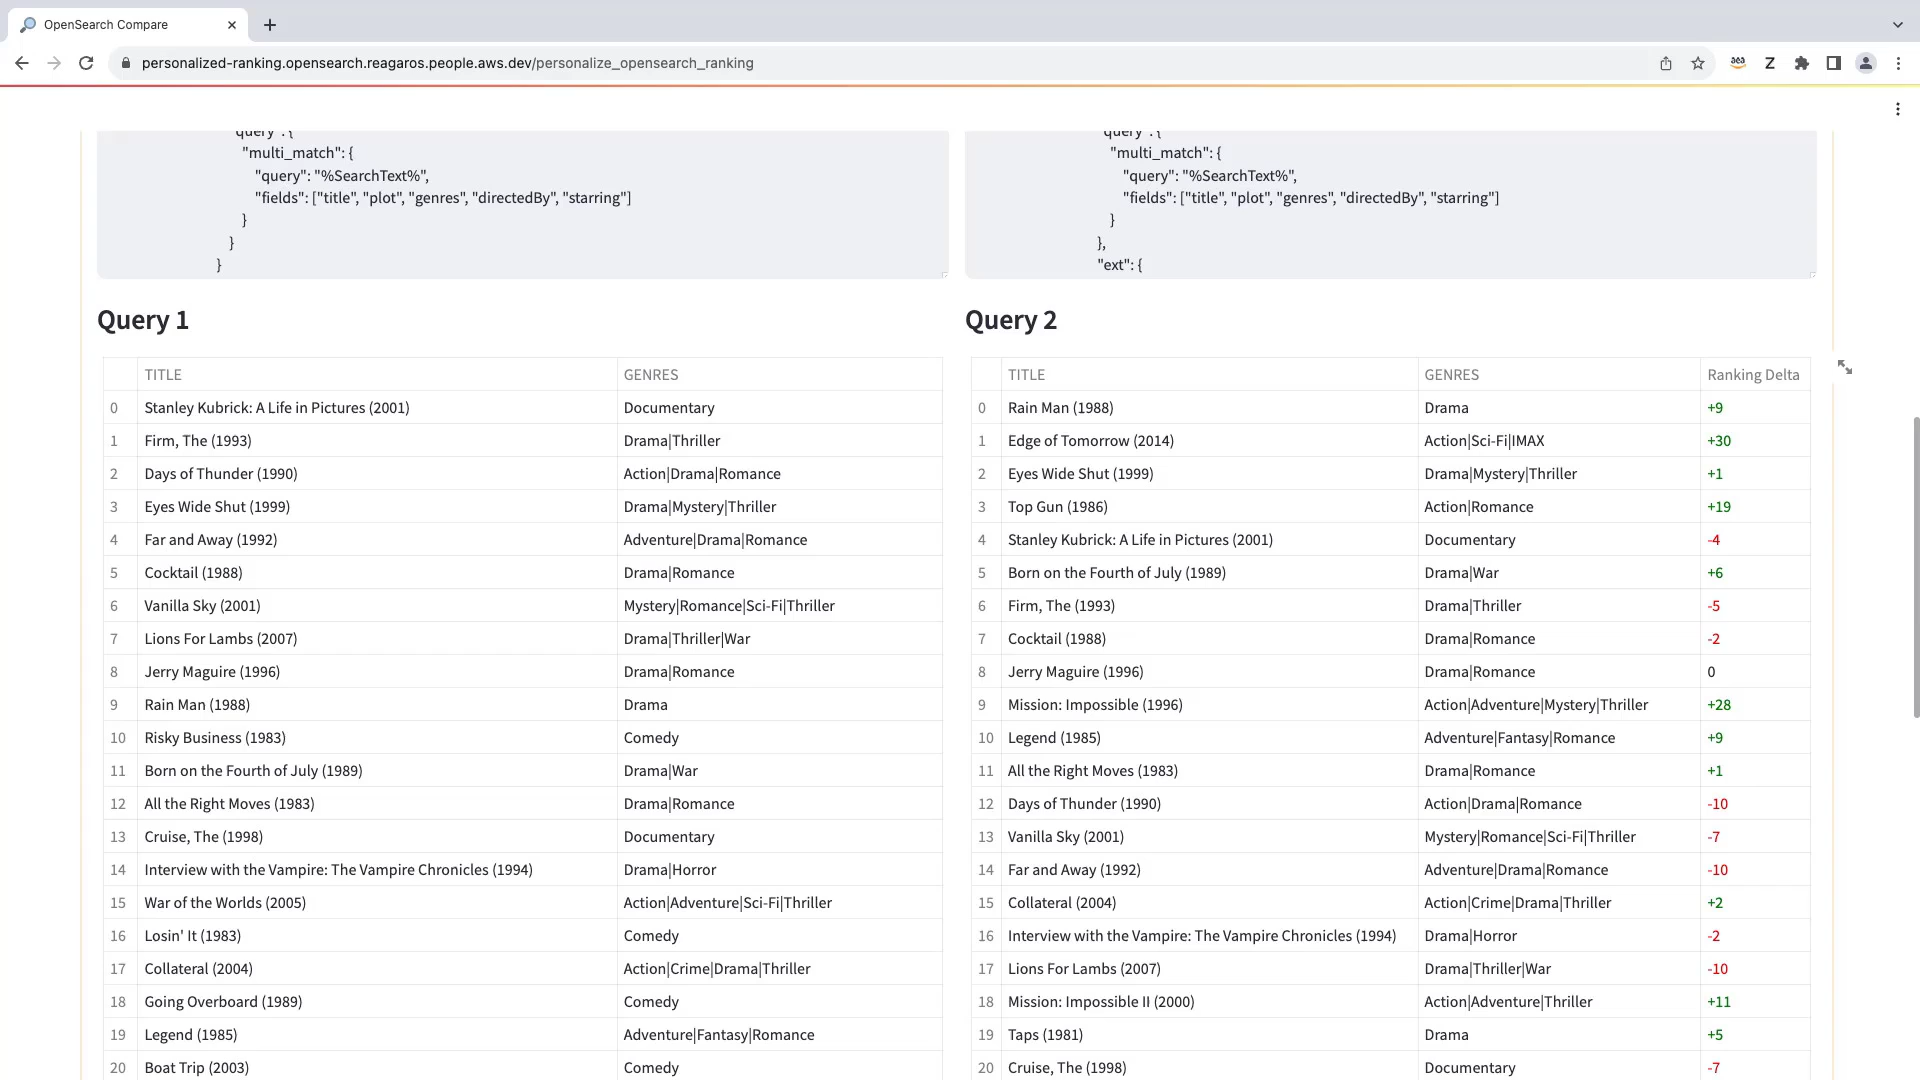 OpenSearch Compare
personalized-ranking.opensearch.reagaros.people.aws.dev/personalize_opensearch_ranking
Z
"query": {
"multi_match": {
"query": "%SearchText%",
"fields": ["title", "plot", "genres", "directedBy", "starring"]
}
}
}
"query": {
"multi_match": {
"query": "%SearchText%",
"fields": ["title", "plot", "genres", "directedBy", "starring"]
}
},
"ext": {
Query 1
TITLE GENRES
0 Stanley Kubrick: A Life in Pictures (2001) Documentary
1 Firm, The (1993) Drama|Thriller
2 Days of Thunder (1990) Action|Drama|Romance
3 Eyes Wide Shut (1999) Drama|Mystery|Thriller
4 Far and Away (1992) Adventure|Drama|Romance
5 Cocktail (1988) Drama|Romance
6 Vanilla Sky (2001) Mystery|Romance|Sci-Fi|Thriller
7 Lions For Lambs (2007) Drama|Thriller|War
8 Jerry Maguire (1996) Drama|Romance
9 Rain Man (1988) Drama
10 Risky Business (1983) Comedy
11 Born on the Fourth of July (1989) Drama|War
12 All the Right Moves (1983) Drama|Romance
13 Cruise, The (1998) Documentary
14 Interview with the Vampire: The Vampire Chronicles (1994) Drama|Horror
15 War of the Worlds (2005) Action|Adventure|Sci-Fi|Thriller
16 Losin' It (1983) Comedy
17 Collateral (2004) Action|Crime|Drama|Thriller
18 Going Overboard (1989) Comedy
19 Legend (1985) Adventure|Fantasy|Romance
20 Boat Trip (2003) Comedy
Query 2
TITLE GENRES Ranking Delta
0 Rain Man (1988) Drama +9
1 Edge of Tomorrow (2014) Action|Sci-Fi|IMAX +30
2 Eyes Wide Shut (1999) Drama|Mystery|Thriller +1
3 Top Gun (1986) Action|Romance +19
4 Stanley Kubrick: A Life in Pictures (2001) Documentary -4
5 Born on the Fourth of July (1989) Drama|War +6
6 Firm, The (1993) Drama|Thriller -5
7 Cocktail (1988) Drama|Romance -2
8 Jerry Maguire (1996) Drama|Romance 0
9 Mission: Impossible (1996) Action|Adventure|Mystery|Thriller +28
10 Legend (1985) Adventure|Fantasy|Romance +9
11 All the Right Moves (1983) Drama|Romance +1
12 Days of Thunder (1990) Action|Drama|Romance -10
13 Vanilla Sky (2001) Mystery|Romance|Sci-Fi|Thriller -7
14 Far and Away (1992) Adventure|Drama|Romance -10
15 Collateral (2004) Action|Crime|Drama|Thriller +2
16 Interview with the Vampire: The Vampire Chronicles (1994) Drama|Horror -2
17 Lions For Lambs (2007) Drama|Thriller|War -10
18 Mission: Impossible II (2000) Action|Adventure|Thriller +11
19 Taps (1981) Drama +5
20 Cruise, The (1998) Documentary -7